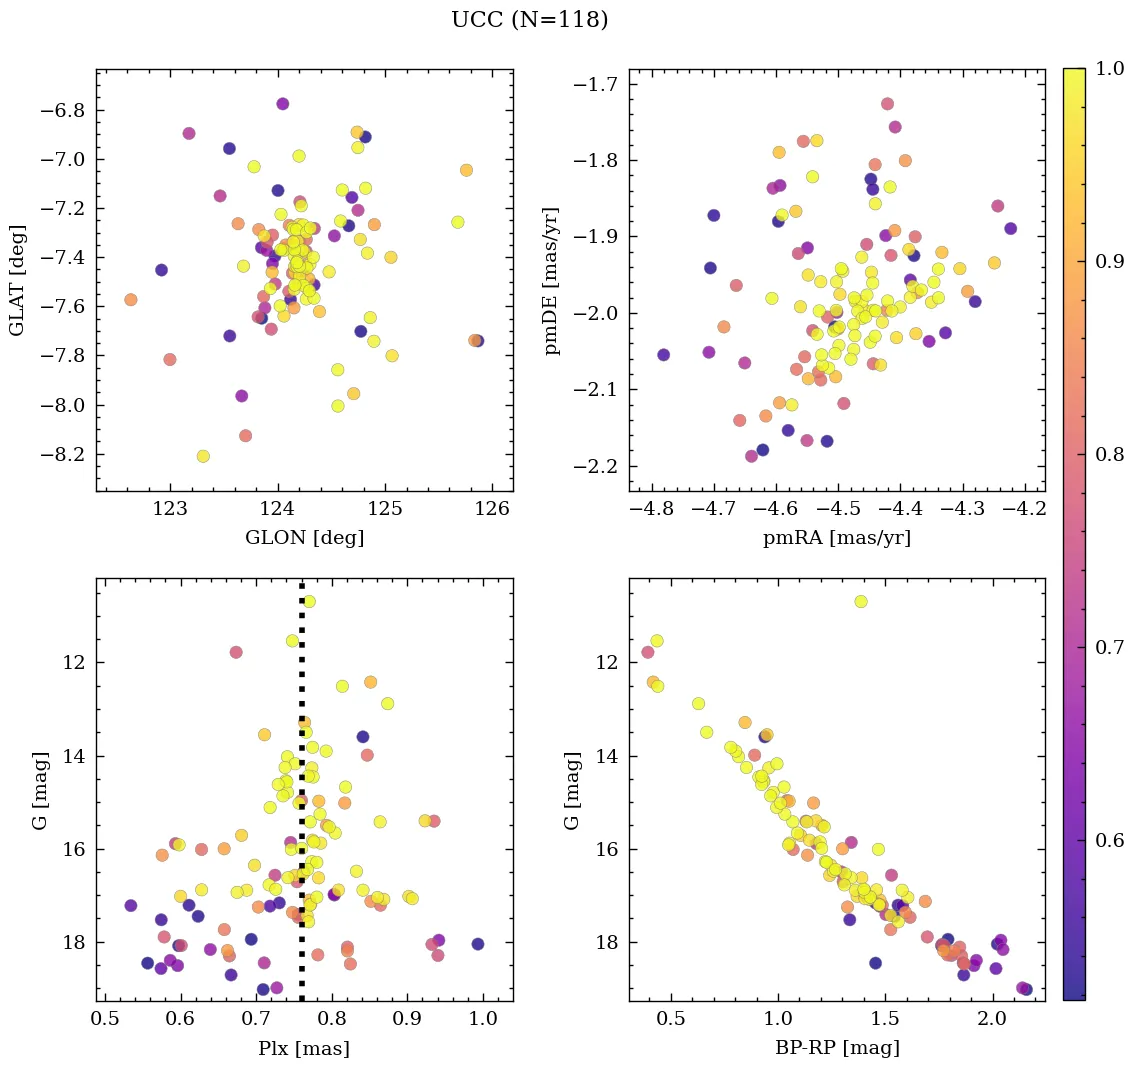 UCC (N=118)
−6.8
−7.0
−7.2
−7.4
−7.6
−7.8
−8.0
−8.2
GLAT [deg]
123 124 125 126
GLON [deg]
−1.7
−1.8
−1.9
−2.0
−2.1
−2.2
pmDE [mas/yr]
−4.8 −4.7 −4.6 −4.5 −4.4 −4.3 −4.2
pmRA [mas/yr]
12
14
16
18
G [mag]
0.5 0.6 0.7 0.8 0.9 1.0
Plx [mas]
12
14
16
18
G [mag]
0.5 1.0 1.5 2.0
BP-RP [mag]
1.0
0.9
0.8
0.7
0.6